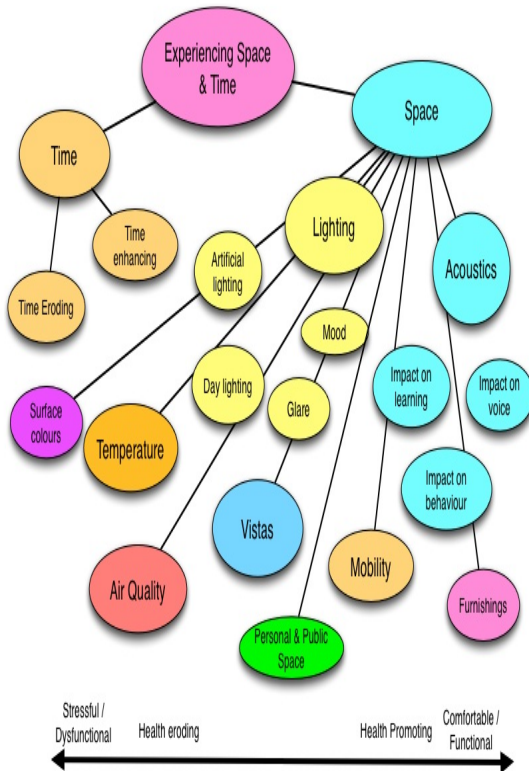 Experiencing Space
& Time
Space
Time
Lighting
Time
enhancing
Artificial
lighting
Acoustics
Time Eroding
Mood
Day lighting
Impact on
learning
Impact on
voice
Glare
Surface
colours
Temperature
Impact on
behaviour
Vistas
Mobility
Air Quality
Furnishings
Personal & Public
Space
Stressful /
Dysfunctional
Health eroding
Health Promoting
Comfortable /
Functional